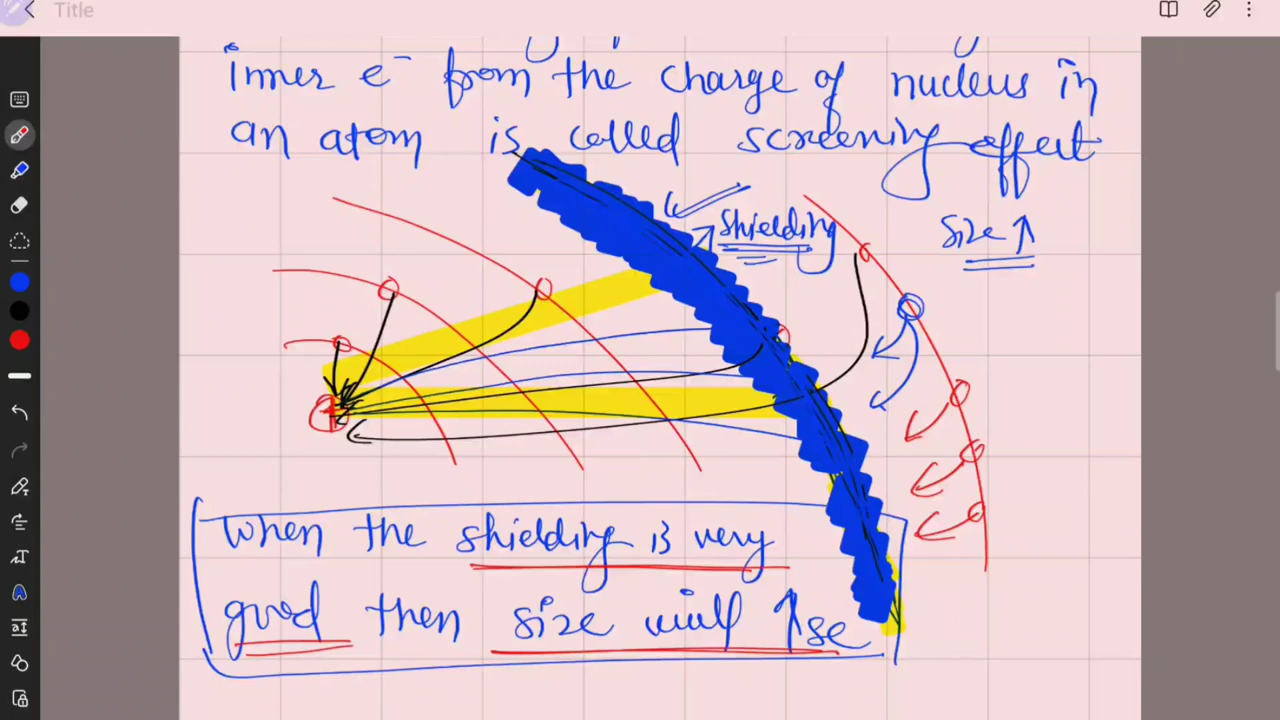 Title
inner e⁻ from the charge of nucleus in
an atom is called screening effect
shielding
size ↑
when the shielding is very
good then size will ↑se